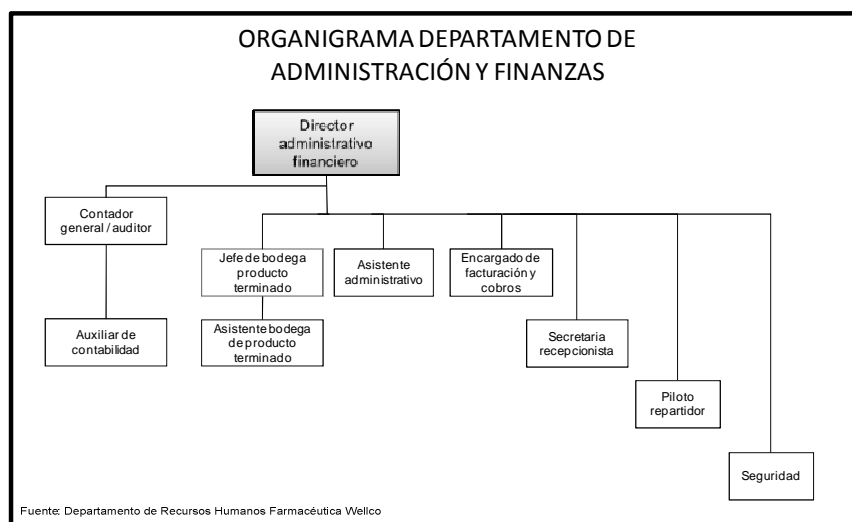 ORGANIGRAMA DEPARTAMENTO DE
ADMINISTRACIÓN Y FINANZAS
Director
administrativo
financiero
Contador
general / auditor
Jefe de bodega
producto
terminado
Asistente
administrativo
Encargado de
facturación y
cobros
Auxiliar de
contabilidad
Asistente bodega
de producto
terminado
Secretaria
recepcionista
Piloto
repartidor
Seguridad
Fuente: Departamento de Recursos Humanos Farmacéutica Wellco